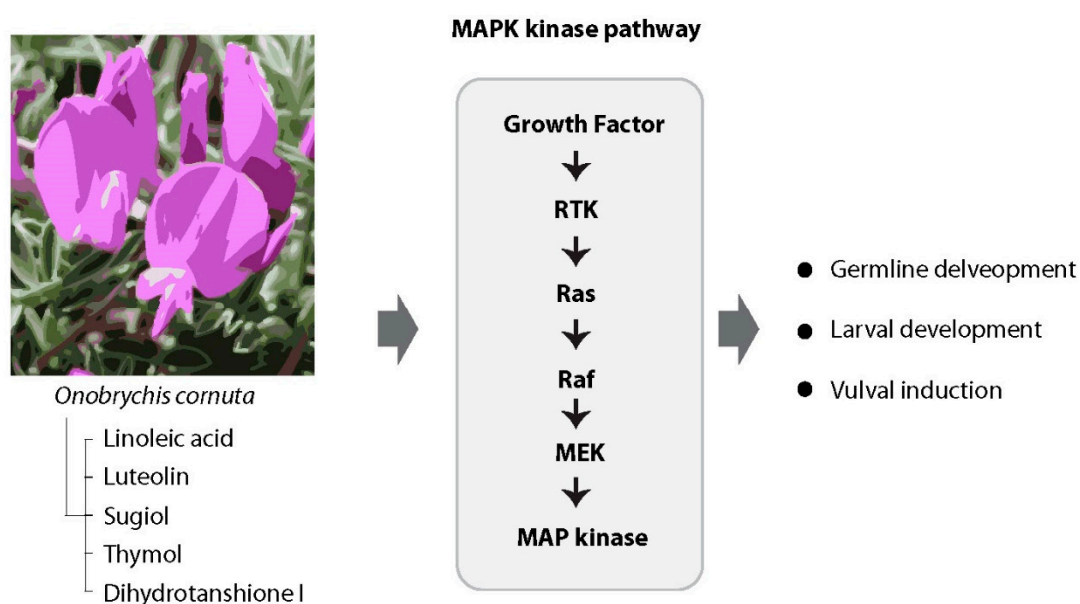 MAPK kinase pathway
Onobrychis cornuta
Linoleic acid
Luteolin
Sugiol
Thymol
Dihydrotanshione I
Growth Factor
RTK
Ras
Raf
MEK
MAP kinase
Germline delveopment
Larval development
Vulval induction